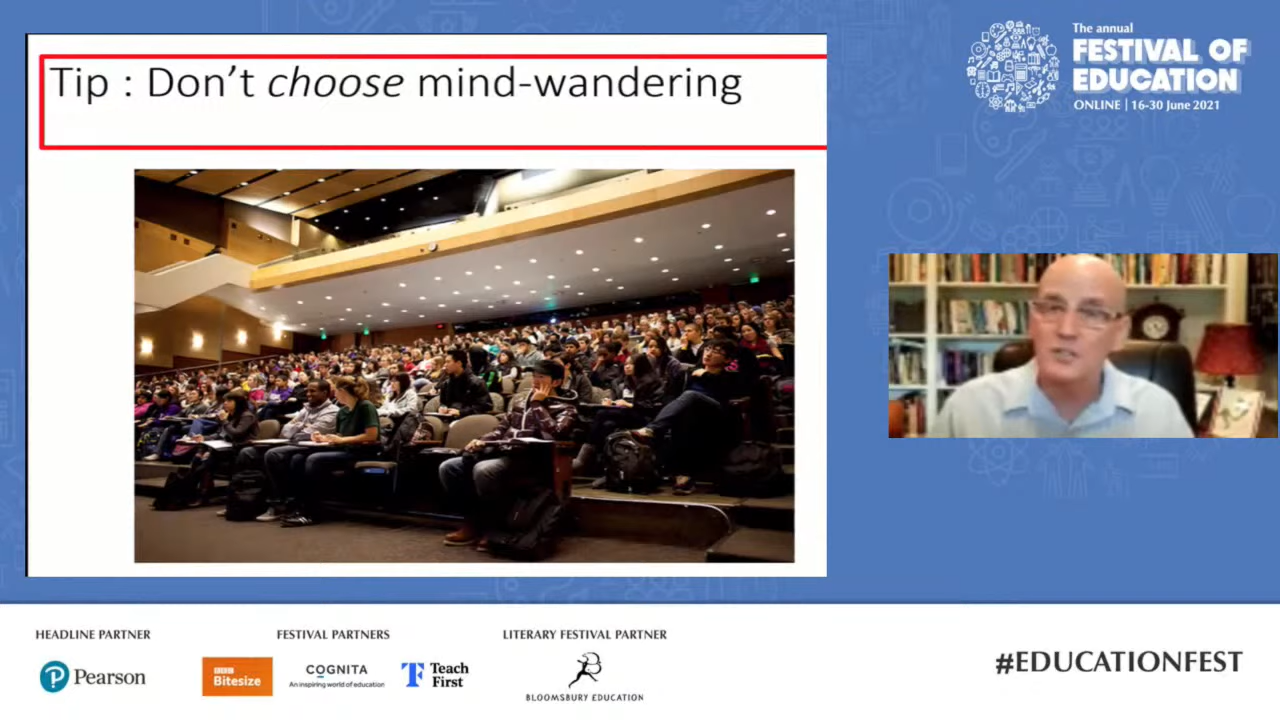 Tip : Don't choose mind-wandering
The annual
FESTIVAL OF
EDUCATION
ONLINE | 16-30 June 2021
HEADLINE PARTNER
FESTIVAL PARTNERS
LITERARY FESTIVAL PARTNER
P Pearson
BBC
Bitesize
COGNITA
An inspiring world of education
T Teach
First
BLOOMSBURY EDUCATION
#EDUCATIONFEST